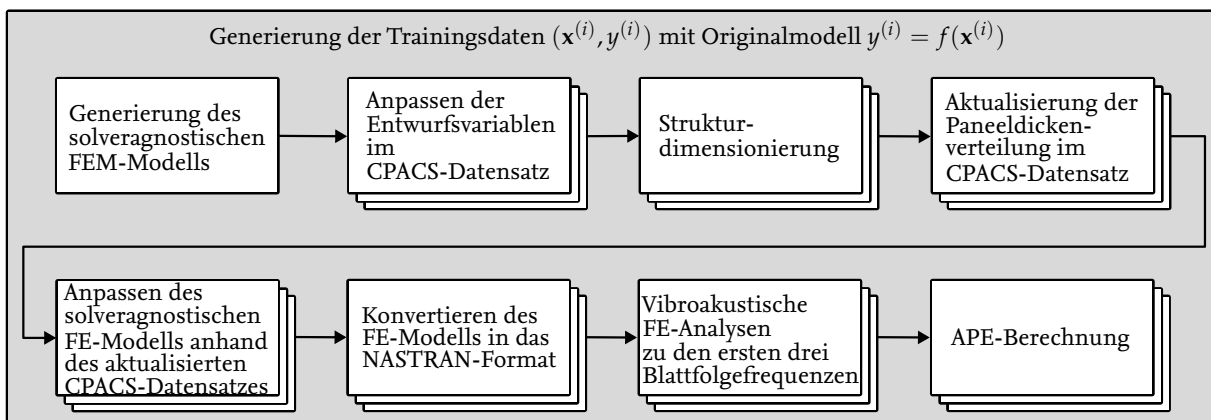 Generierung der Trainingsdaten (x^(i), y^(i)) mit Originalmodell y^(i) = f(x^(i))
Generierung des
solveragnostischen
FEM-Modells
Anpassen der
Entwurfsvariablen
im
CPACS-Datensatz
Struktur-
dimensionierung
Aktualisierung der
Paneeldicken-
verteilung im
CPACS-Datensatz
Anpassen des
solveragnostischen
FE-Modells anhand
des aktualisierten
CPACS-Datensatzes
Konvertieren des
FE-Modells in das
NASTRAN-Format
Vibroakustische
FE-Analysen
zu den ersten drei
Blattfolgefrequenzen
APE-Berechnung